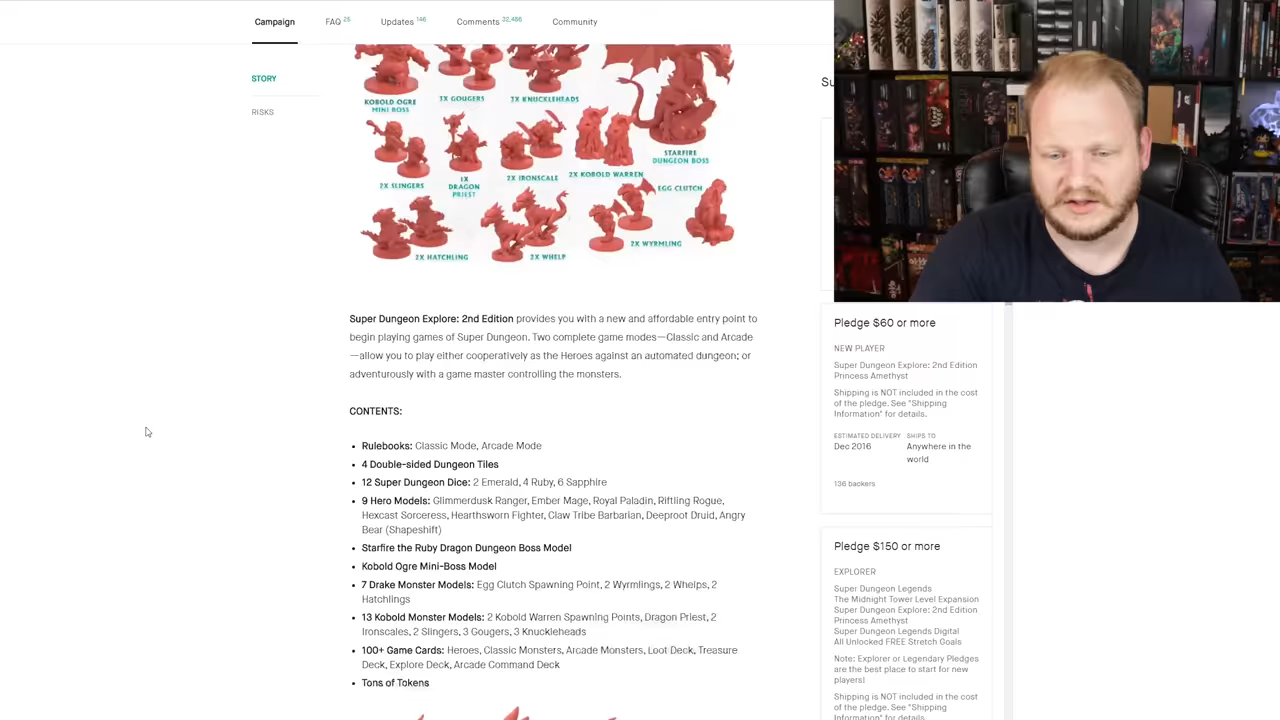 Campaign
FAQ 25
Updates 146
Comments 32,486
Community
STORY
RISKS
KOBOLD OGRE
MINI BOSS
3X GOUGERS
3X KNUCKLEHEADS
STARFIRE
DUNGEON BOSS
2X SLINGERS
1X
DRAGON
PRIEST
2X IRONSCALE
2X KOBOLD WARREN
EGG CLUTCH
2X HATCHLING
2X WHELP
2X WYRMLING
Super Dungeon Explore: 2nd Edition provides you with a new and affordable entry point to
begin playing games of Super Dungeon. Two complete game modes—Classic and Arcade
—allow you to play either cooperatively as the Heroes against an automated dungeon; or
adventurously with a game master controlling the monsters.
CONTENTS:
• Rulebooks: Classic Mode, Arcade Mode
• 4 Double-sided Dungeon Tiles
• 12 Super Dungeon Dice: 2 Emerald, 4 Ruby, 6 Sapphire
• 9 Hero Models: Glimmerdusk Ranger, Ember Mage, Royal Paladin, Riftling Rogue,
Hexcast Sorceress, Hearthsworn Fighter, Claw Tribe Barbarian, Deeproot Druid, Angry
Bear (Shapeshift)
• Starfire the Ruby Dragon Dungeon Boss Model
• Kobold Ogre Mini-Boss Model
• 7 Drake Monster Models: Egg Clutch Spawning Point, 2 Wyrmlings, 2 Whelps, 2
Hatchlings
• 13 Kobold Monster Models: 2 Kobold Warren Spawning Points, Dragon Priest, 2
Ironscales, 2 Slingers, 3 Gougers, 3 Knuckleheads
• 100+ Game Cards: Heroes, Classic Monsters, Arcade Monsters, Loot Deck, Treasure
Deck, Explore Deck, Arcade Command Deck
• Tons of Tokens
Su
Pledge $60 or more
NEW PLAYER
Super Dungeon Explore: 2nd Edition
Princess Amethyst
Shipping is NOT included in the cost
of the pledge. See "Shipping
Information" for details.
ESTIMATED DELIVERY SHIPS TO
Dec 2016 Anywhere in the
world
136 backers
Pledge $150 or more
EXPLORER
Super Dungeon Legends
The Midnight Tower Level Expansion
Super Dungeon Explore: 2nd Edition
Princess Amethyst
Super Dungeon Legends Digital
All Unlocked FREE Stretch Goals
Note: Explorer or Legendary Pledges
are the best place to start for new
players!
Shipping is NOT included in the cost
of the pledge. See "Shipping
Information" for details.